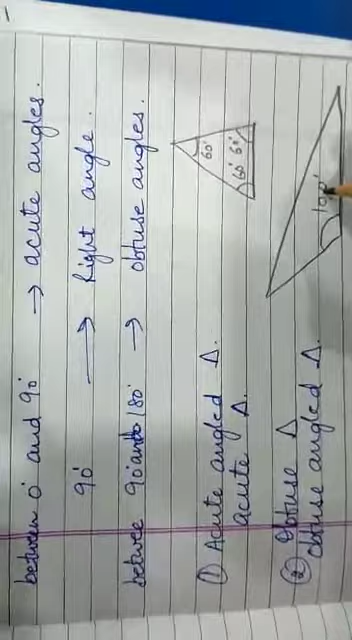 between 0° and 90° → acute angles.
90° → Right angle.
betwee 90° and 180° → obtuse angles.
① Acute angled Δ.
acute Δ.
60°
60° 60°
② Obtuse Δ
obtuse angled Δ.
100°